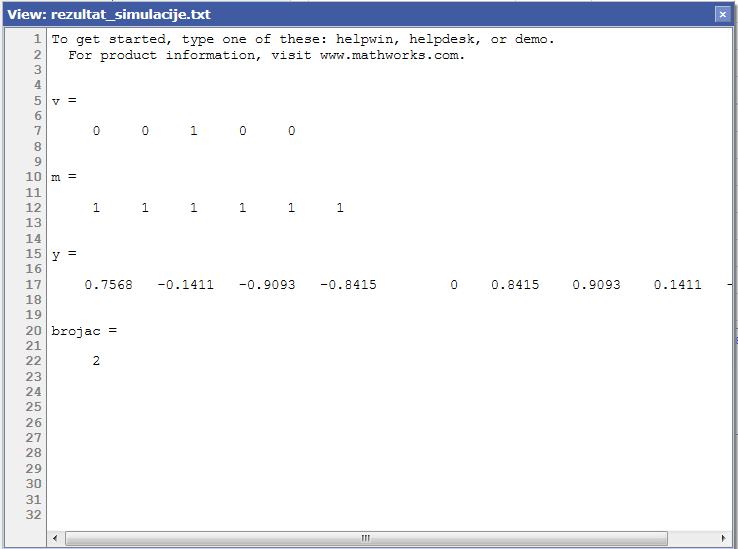 View: rezultat_simulacije.txt
1 To get started, type one of these: helpwin, helpdesk, or demo.
2 For product information, visit www.mathworks.com.
3
4
5 v =
6
7 0 0 1 0 0
8
9
10 m =
11
12 1 1 1 1 1 1
13
14
15 y =
16
17 0.7568 -0.1411 -0.9093 -0.8415 0 0.8415 0.9093 0.1411 -
18
19
20 brojac =
21
22 2
23
24
25
26
27
28
29
30
31
32